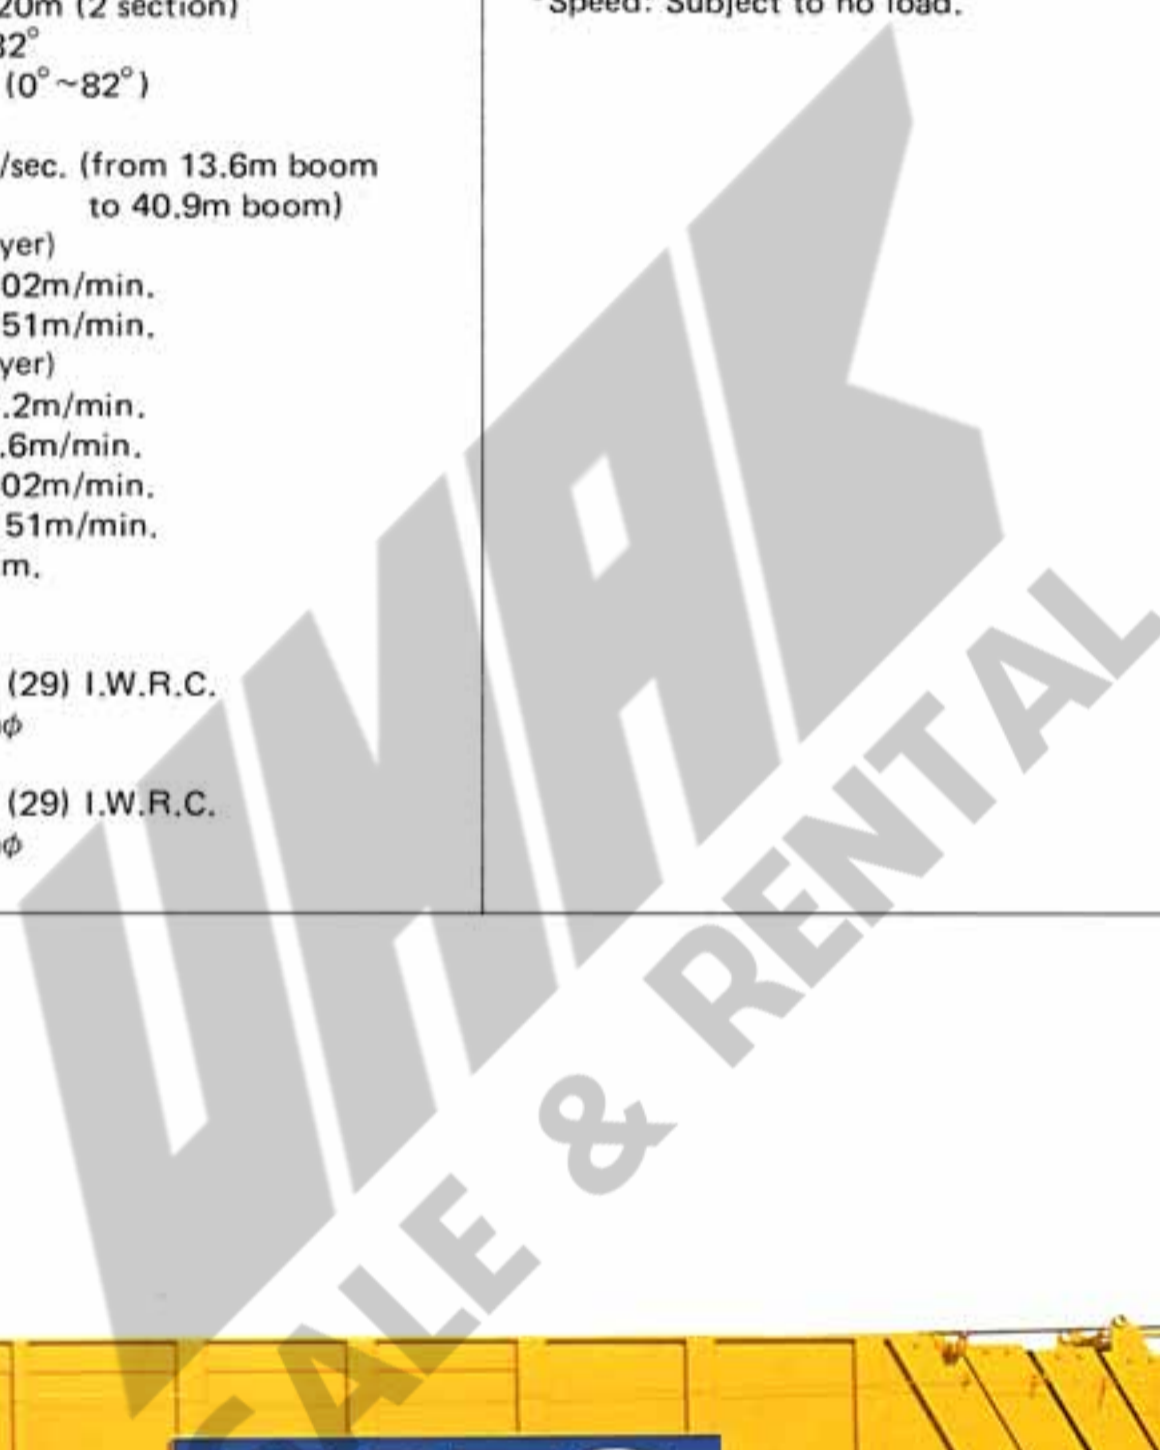 20m (2 section)
82°
(0°~82°)
/sec. (from 13.6m boom
to 40.9m boom)
yer)
02m/min.
51m/min.
yer)
.2m/min.
.6m/min.
02m/min.
51m/min.
m.
(29) I.W.R.C.
φ
(29) I.W.R.C.
φ
*Speed: Subject to no load.
UMAK
SALE & RENTAL